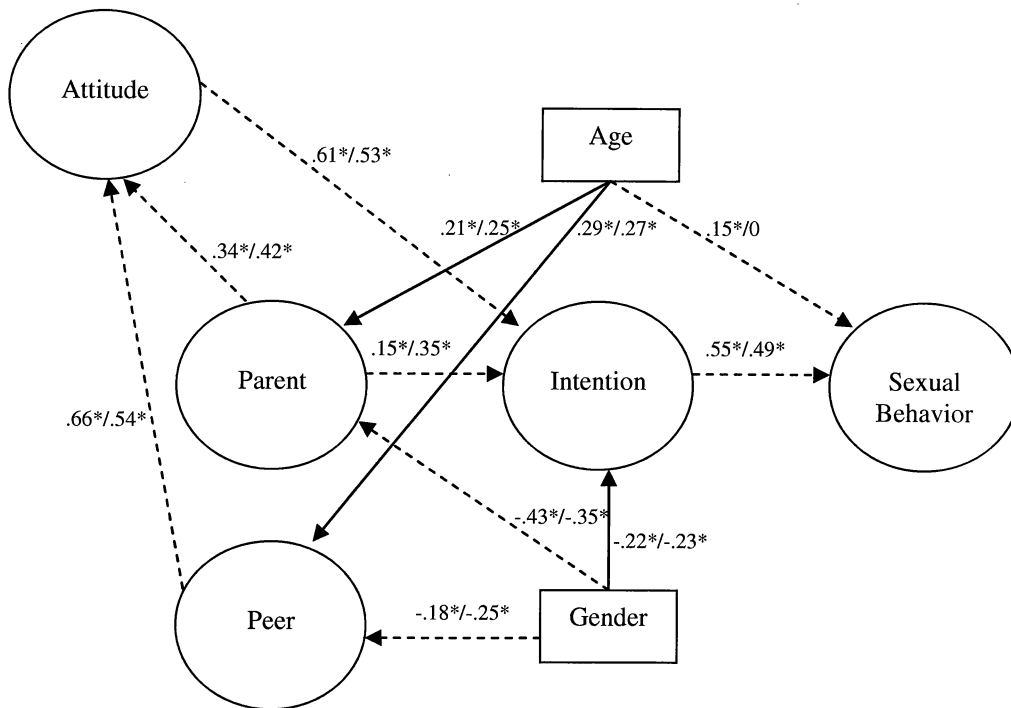 Attitude
Age
.61*/.53*
.21*/.25*
.29*/.27*
.15*/0
.34*/.42*
.15*/.35*
.55*/.49*
Parent
Intention
Sexual
Behavior
.66*/.54*
-.43*/-.35*
-.22*/-.23*
-.18*/-.25*
Peer
Gender